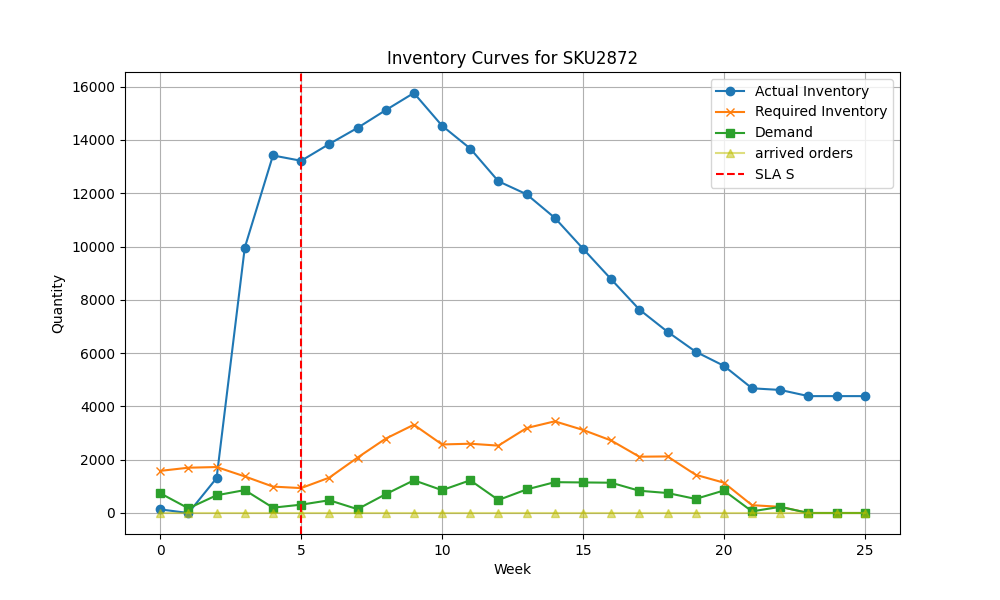 Inventory Curves for SKU2872
Actual Inventory
Required Inventory
Demand
arrived orders
SLA S
Quantity
16000
14000
12000
10000
8000
6000
4000
2000
0
0 5 10 15 20 25
Week